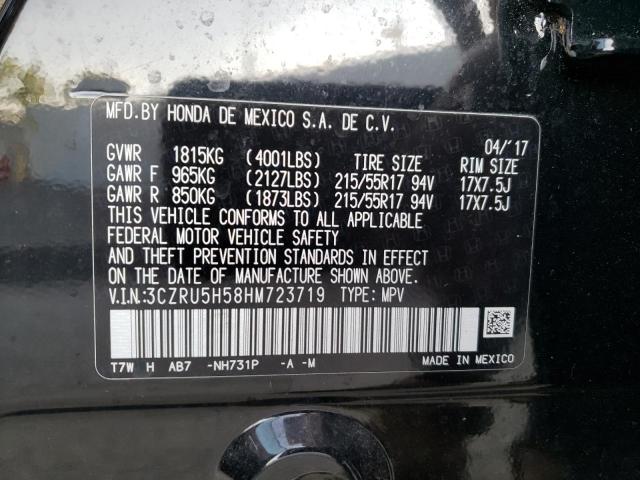 MFD.BY HONDA DE MEXICO S.A. DE C.V.
04/'17
GVWR 1815KG (4001LBS) TIRE SIZE RIM SIZE
GAWR F 965KG (2127LBS) 215/55R17 94V 17X7.5J
GAWR R 850KG (1873LBS) 215/55R17 94V 17X7.5J
THIS VEHICLE CONFORMS TO ALL APPLICABLE
FEDERAL MOTOR VEHICLE SAFETY
AND THEFT PREVENTION STANDARDS IN EFFECT
ON THE DATE OF MANUFACTURE SHOWN ABOVE.
V.I.N.:3CZRU5H58HM723719 TYPE: MPV
T7W H AB7 -NH731P -A -M
MADE IN MEXICO